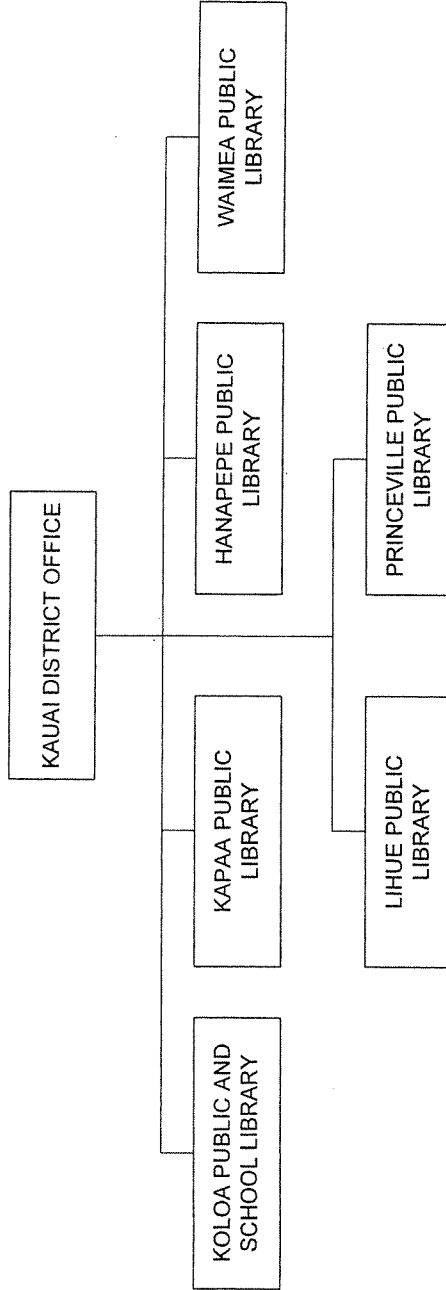 KAUAI DISTRICT OFFICE
KOLOA PUBLIC AND
SCHOOL LIBRARY
KAPAA PUBLIC
LIBRARY
HANAPEPE PUBLIC
LIBRARY
WAIMEA PUBLIC
LIBRARY
LIHUE PUBLIC
LIBRARY
PRINCEVILLE PUBLIC
LIBRARY